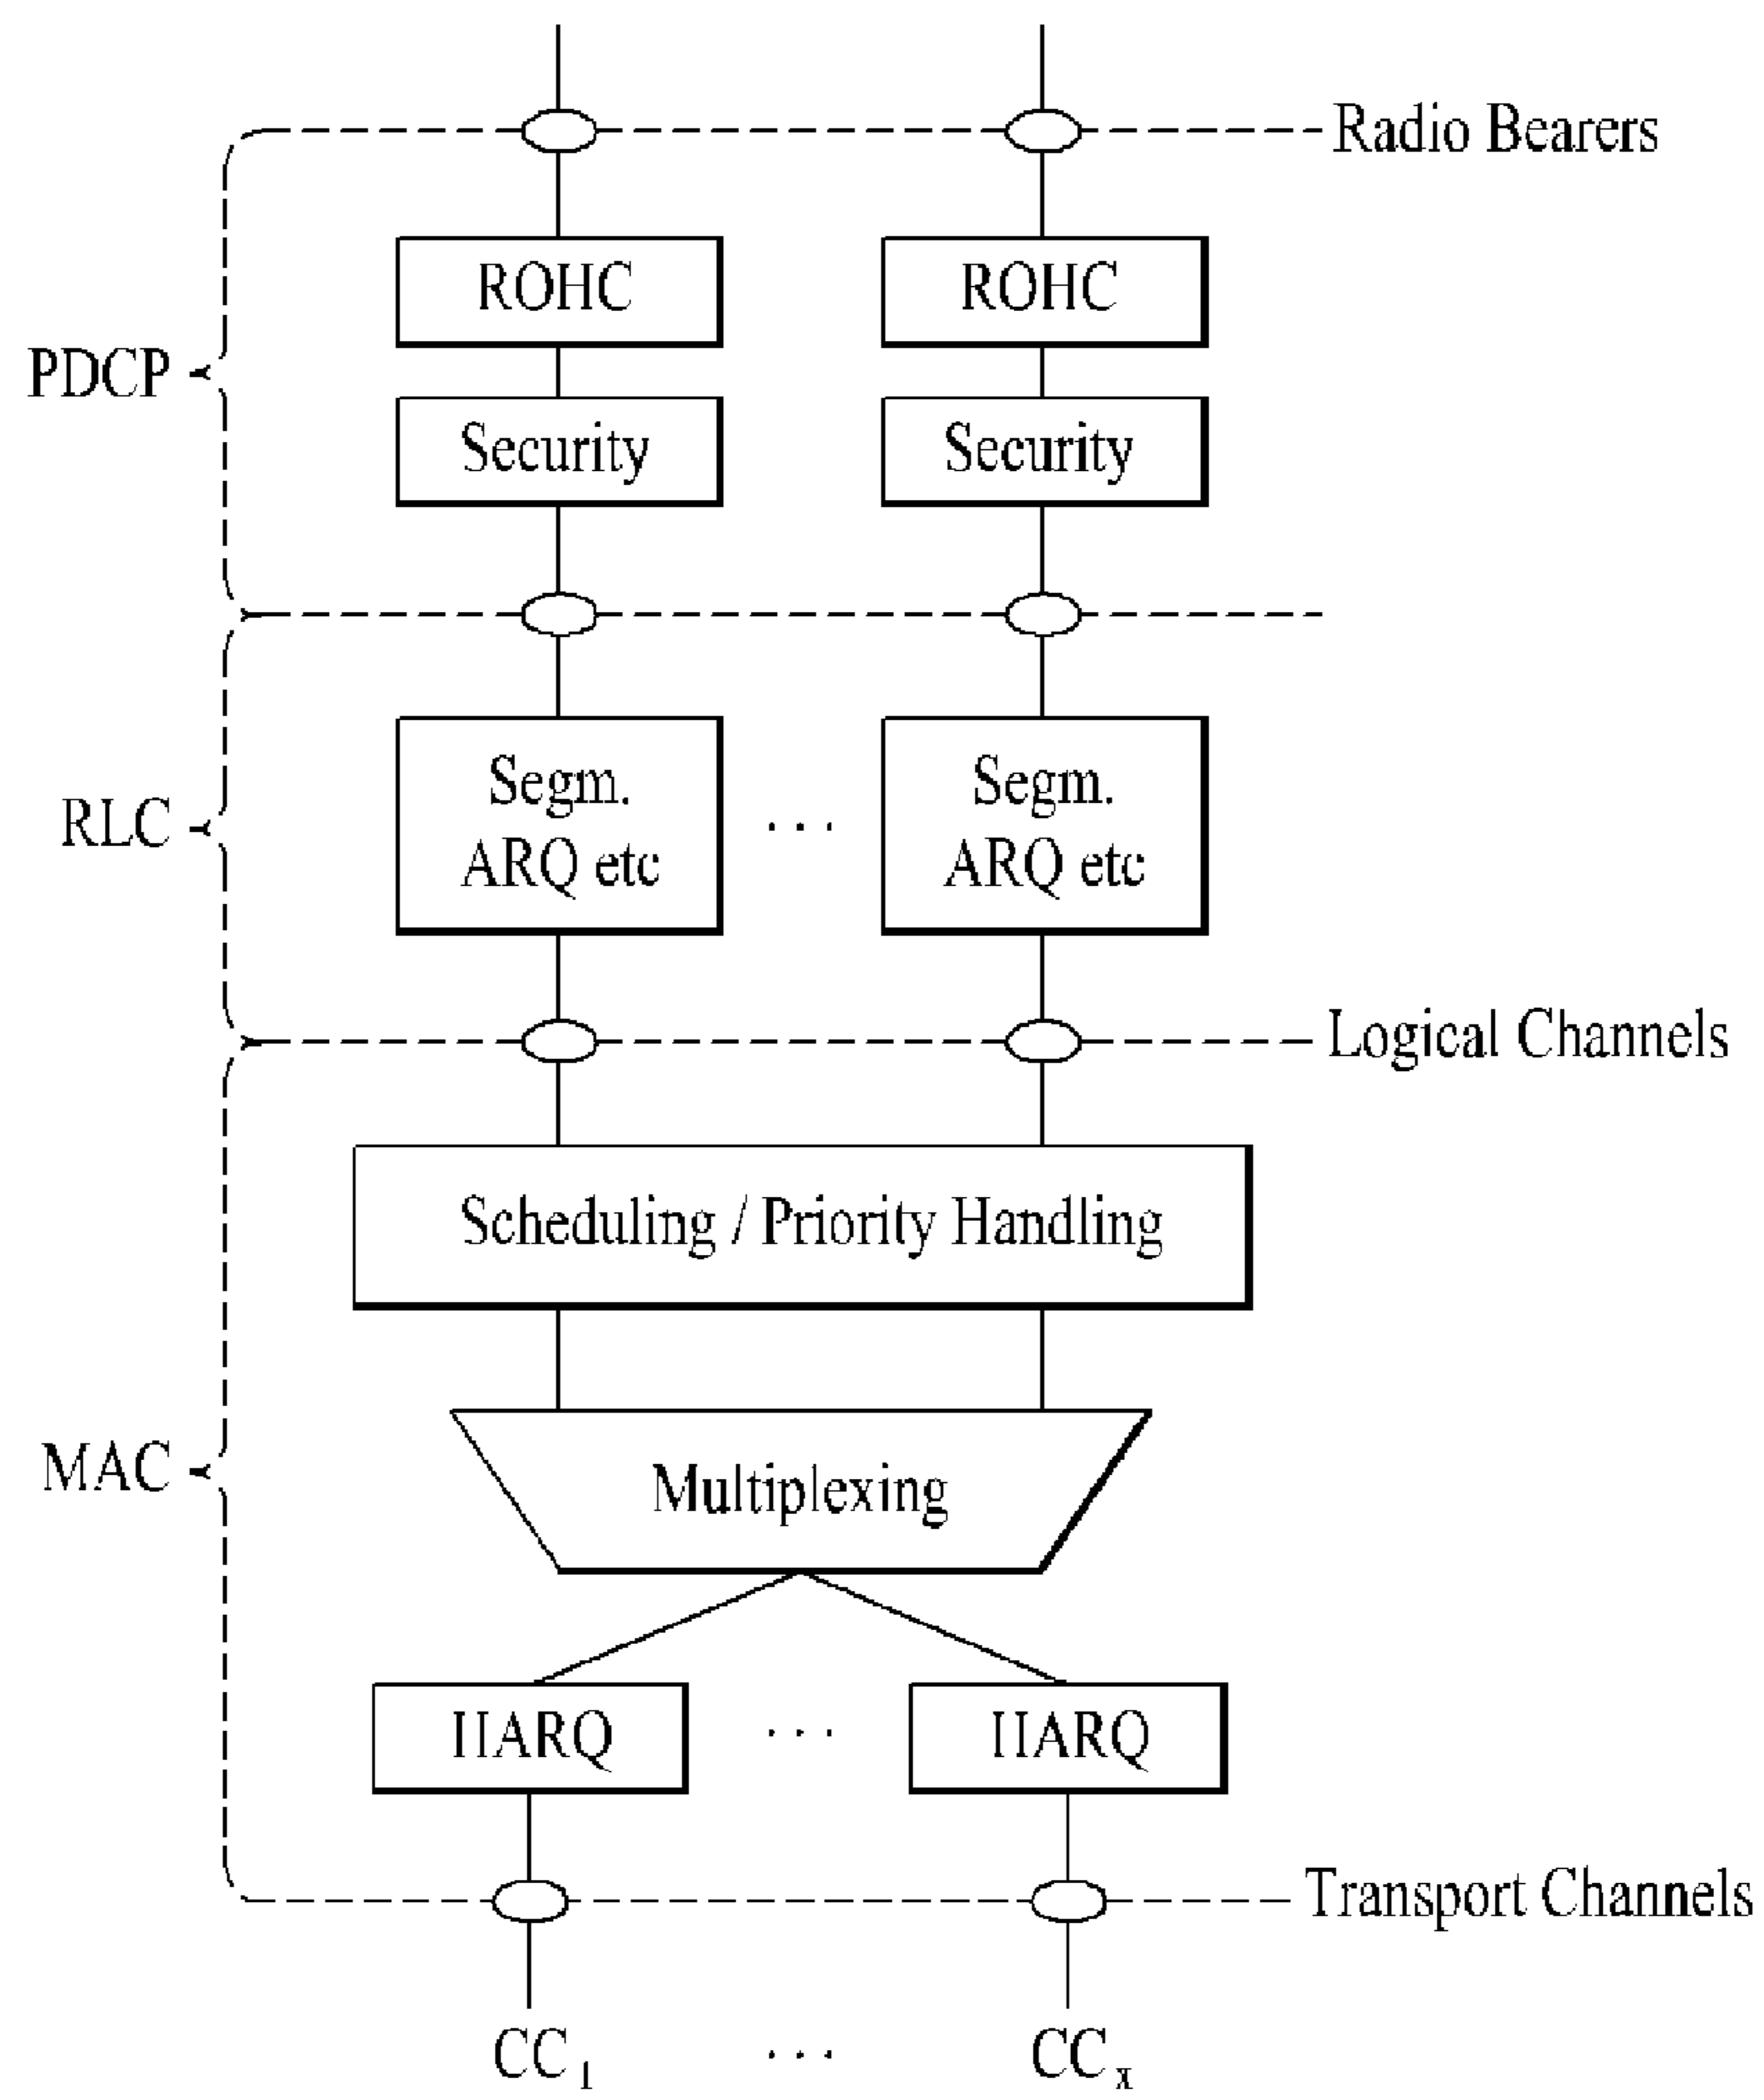 Radio Bearers
ROHC ROHC
PDCP
Security Security
Segm. Segm.
RLC ...
ARQ etc ARQ etc
Logical Channels
Scheduling / Priority Handling
MAC
Multiplexing
HARQ ... HARQ
Transport Channels
CC1 ... CCx